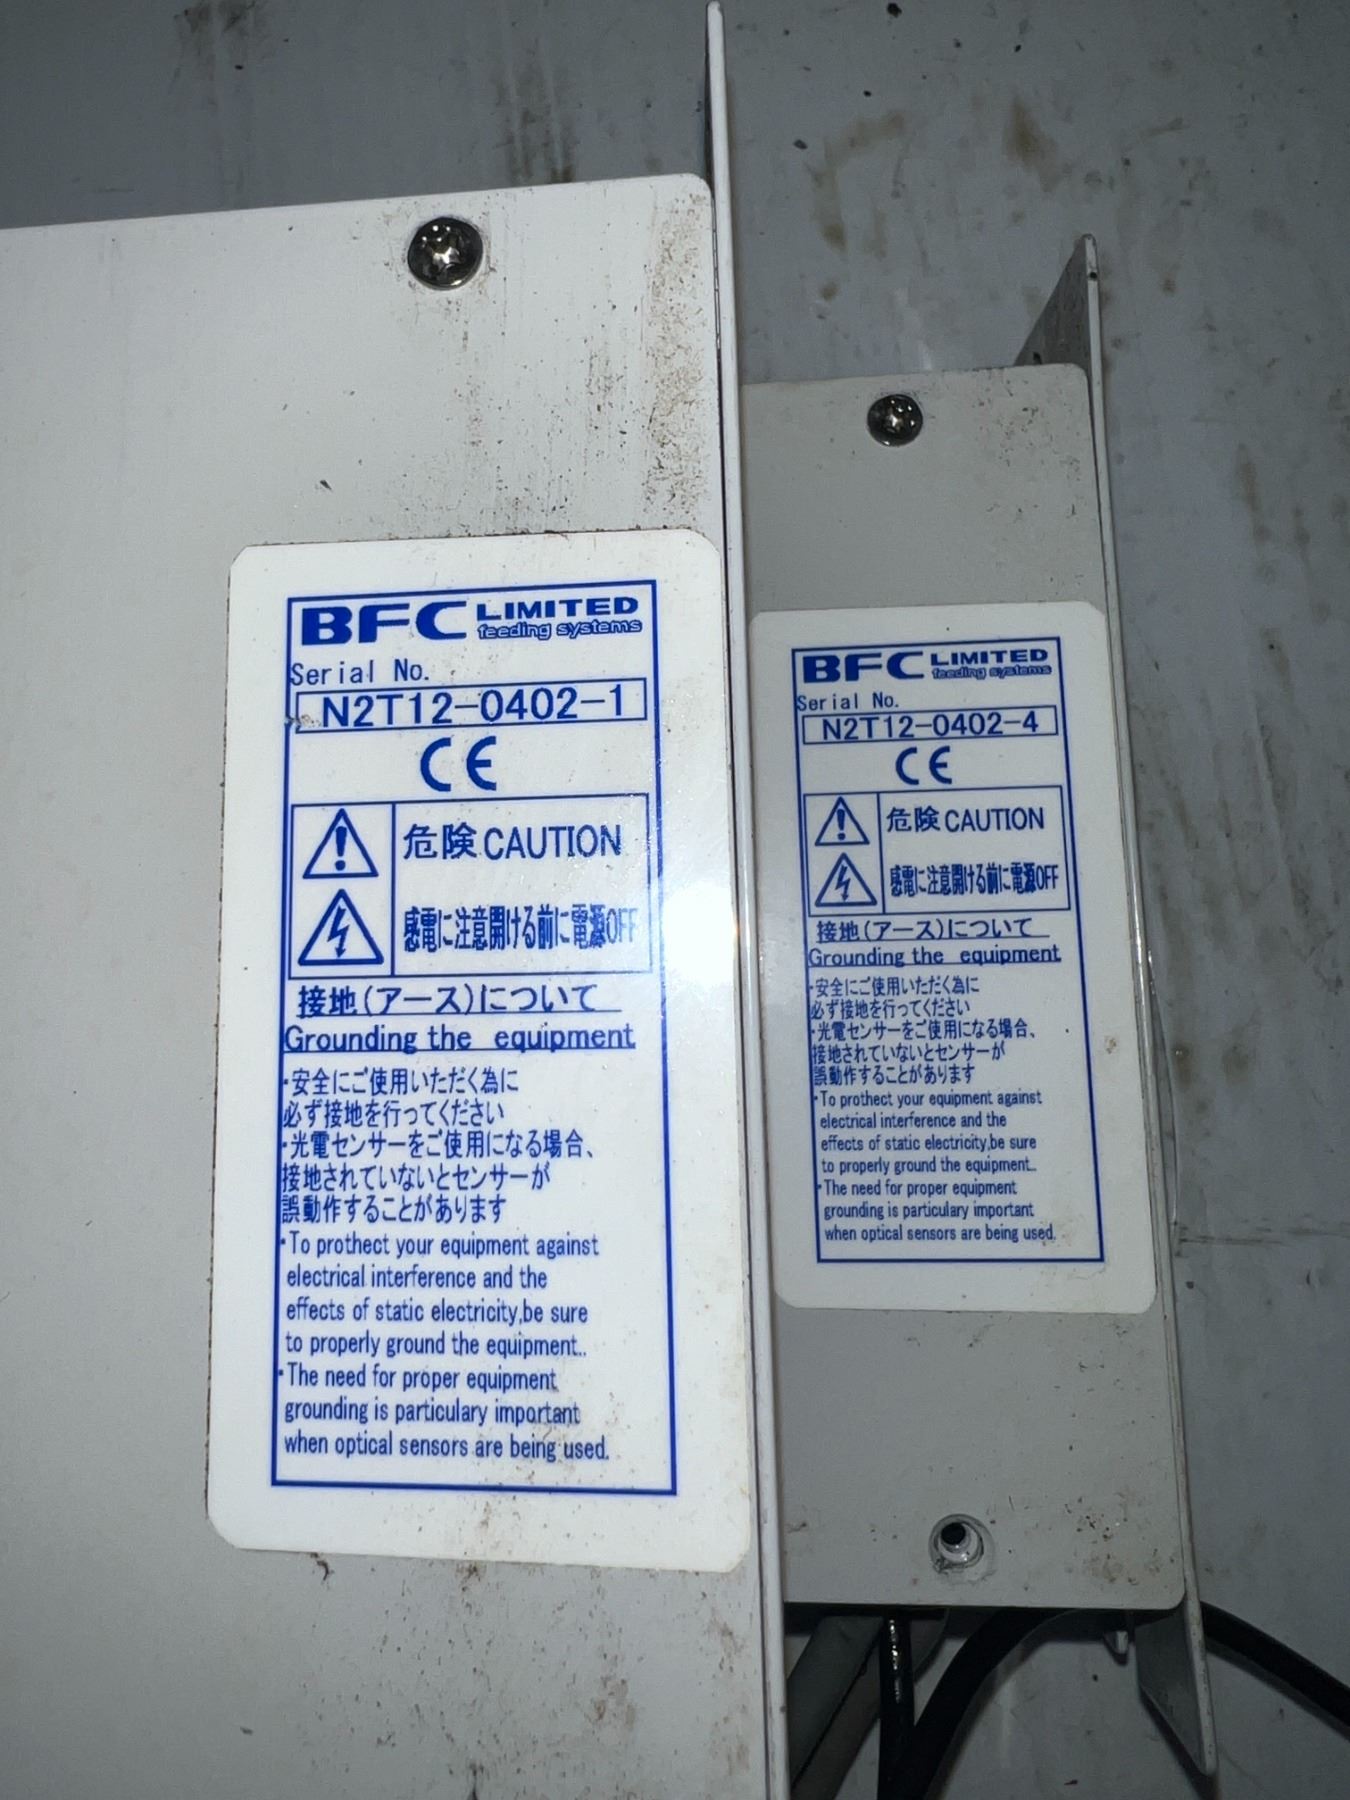 BFC LIMITED
feeding systems
Serial No.
N2T12-0402-1
CE
危険 CAUTION
感電に注意開ける前に電源OFF
接地(アース)について
Grounding the equipment
・安全にご使用いただく為に
必ず接地を行ってください
・光電センサーをご使用になる場合、
接地されていないとセンサーが
誤動作することがあります
・To prothect your equipment against
electrical interference and the
effects of static electricity,be sure
to properly ground the equipment..
・The need for proper equipment
grounding is particulary important
when optical sensors are being used.
BFC LIMITED
feeding systems
Serial No.
N2T12-0402-4
CE
危険 CAUTION
感電に注意開ける前に電源OFF
接地(アース)について
Grounding the equipment
・安全にご使用いただく為に
必ず接地を行ってください
・光電センサーをご使用になる場合、
接地されていないとセンサーが
誤動作することがあります
・To prothect your equipment against
electrical interference and the
effects of static electricity,be sure
to properly ground the equipment..
・The need for proper equipment
grounding is particulary important
when optical sensors are being used.